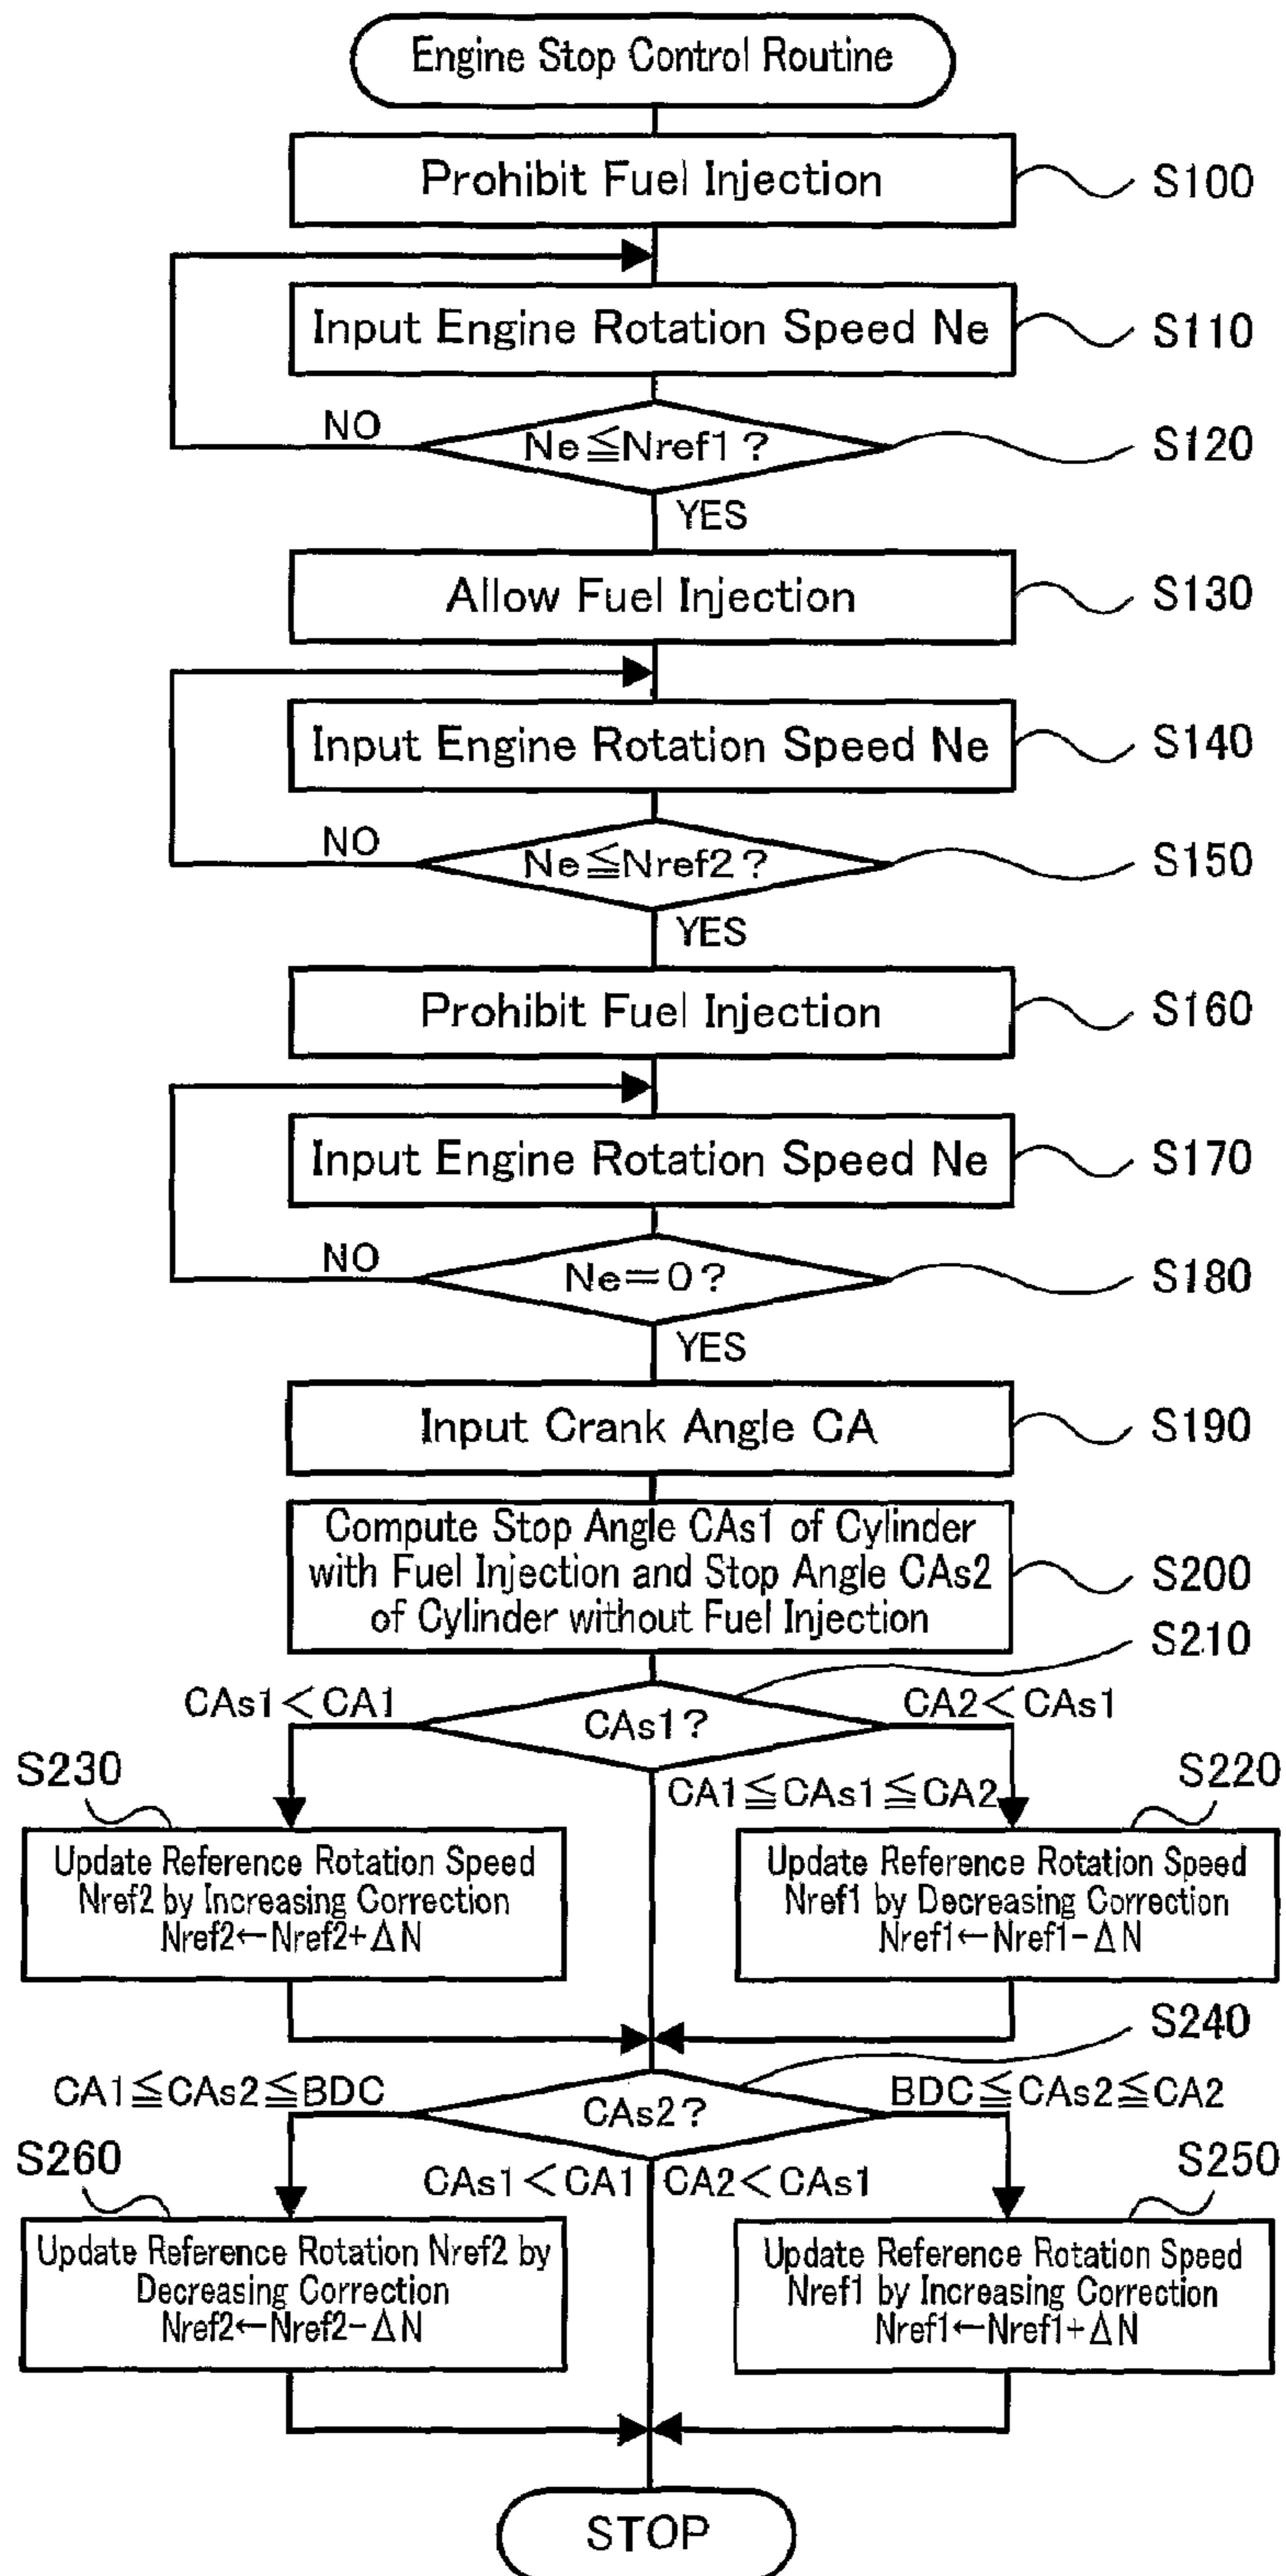 Engine Stop Control Routine
Prohibit Fuel Injection
S100
Input Engine Rotation Speed Ne
S110
NO
Ne≦Nref1?
S120
YES
Allow Fuel Injection
S130
Input Engine Rotation Speed Ne
S140
NO
Ne≦Nref2?
S150
YES
Prohibit Fuel Injection
S160
Input Engine Rotation Speed Ne
S170
NO
Ne=0?
S180
YES
Input Crank Angle CA
S190
Compute Stop Angle CAs1 of Cylinder
with Fuel Injection and Stop Angle CAs2
of Cylinder without Fuel Injection
S200
S210
CAs1<CA1
CAs1?
CA2<CAs1
CA1≦CAs1≦CA2
S230
S220
Update Reference Rotation Speed
Nref2 by Increasing Correction
Nref2←Nref2+ΔN
Update Reference Rotation Speed
Nref1 by Decreasing Correction
Nref1←Nref1-ΔN
S240
CA1≦CAs2≦BDC
CAs2?
BDC≦CAs2≦CA2
CAs1<CA1
CA2<CAs1
S260
S250
Update Reference Rotation Nref2 by
Decreasing Correction
Nref2←Nref2-ΔN
Update Reference Rotation Speed
Nref1 by Increasing Correction
Nref1←Nref1+ΔN
STOP